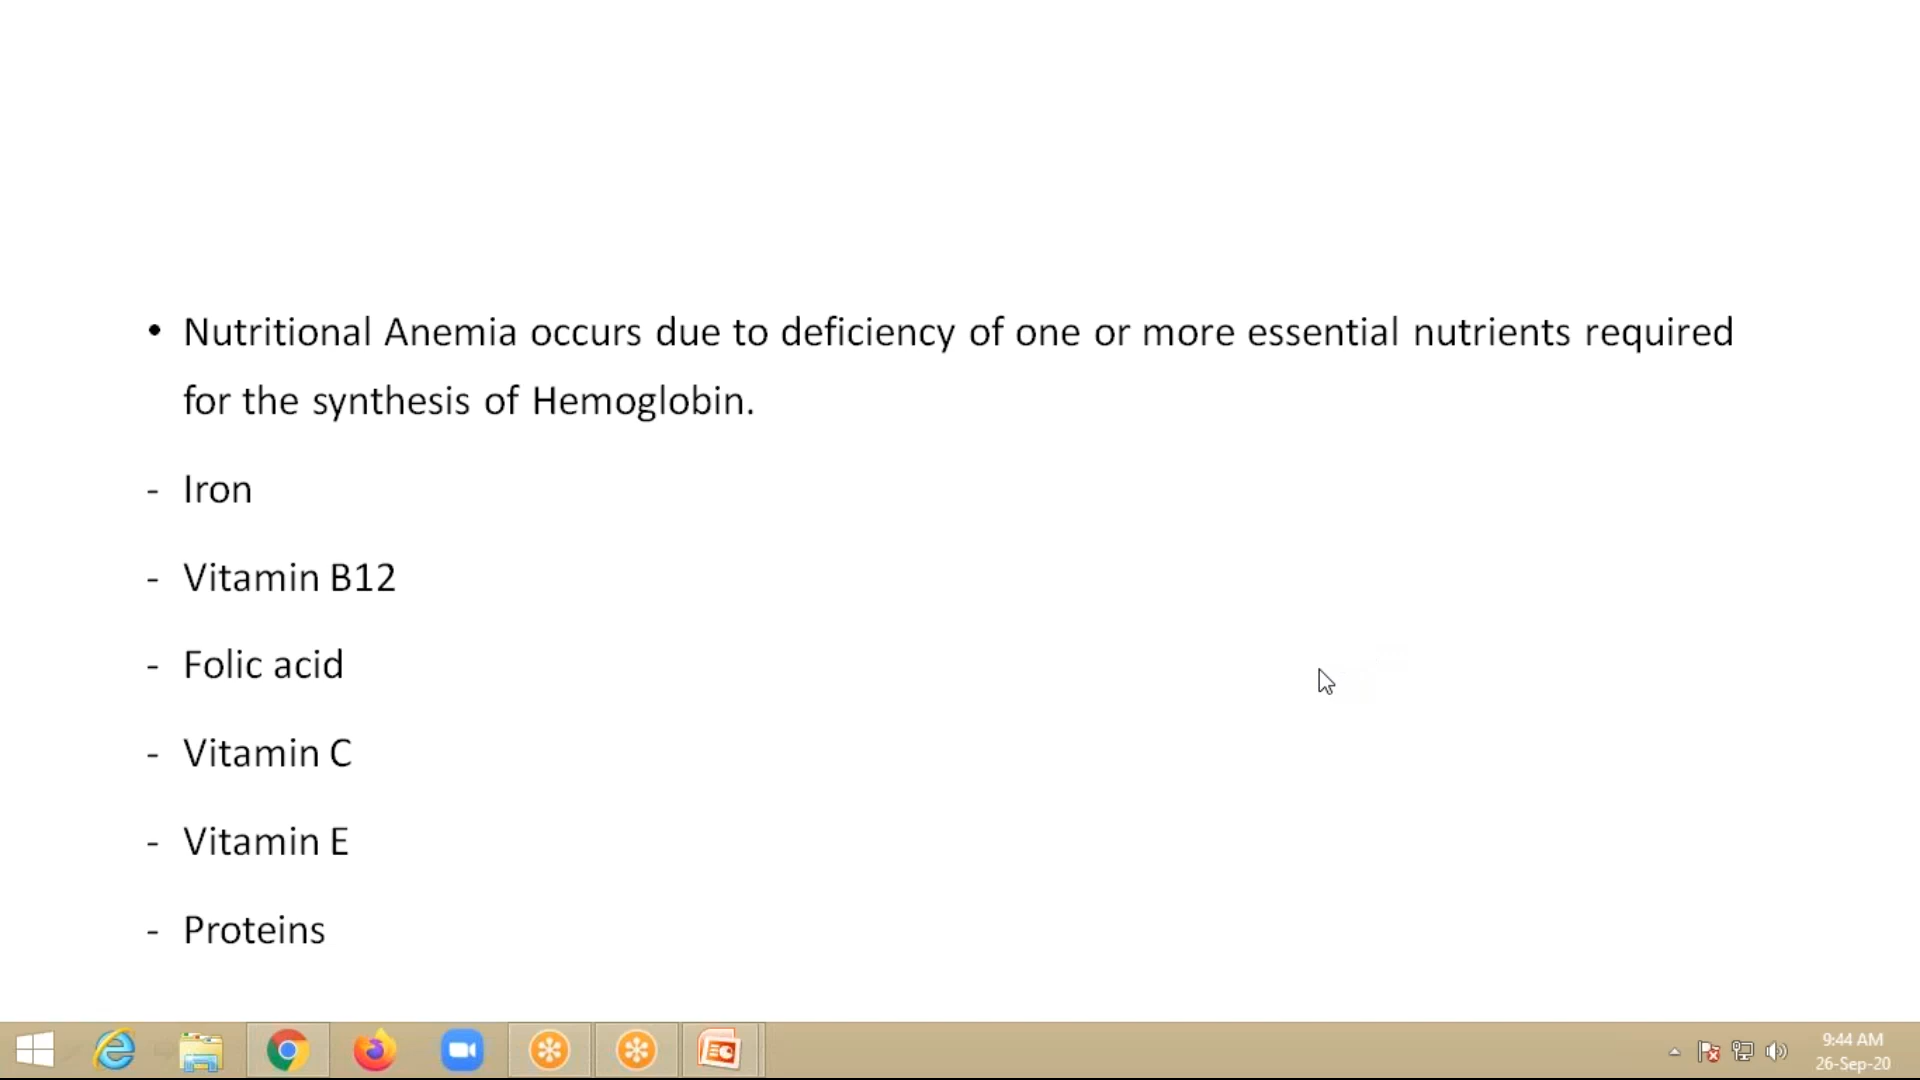 • Nutritional Anemia occurs due to deficiency of one or more essential nutrients required
for the synthesis of Hemoglobin.
- Iron
- Vitamin B12
- Folic acid
- Vitamin C
- Vitamin E
- Proteins
9:44 AM
26-Sep-20